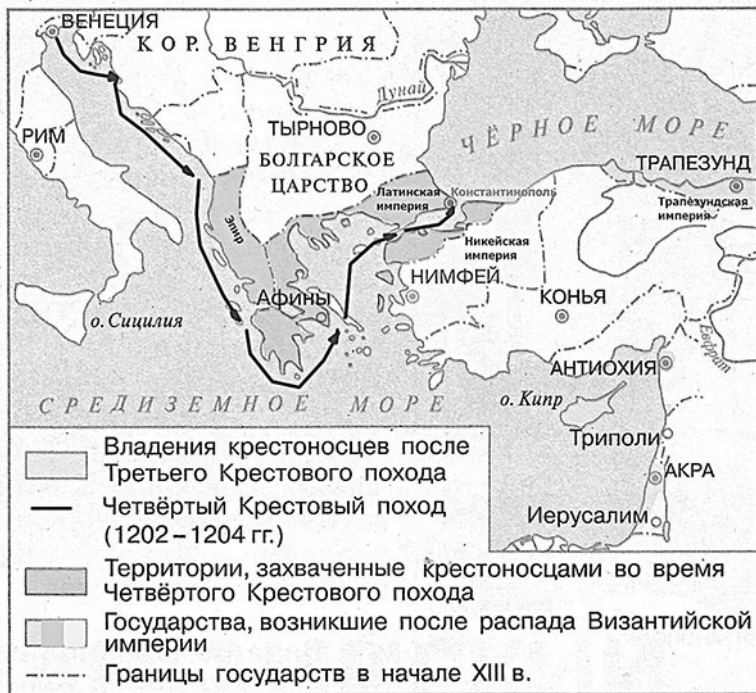 ВЕНЕЦИЯ
КОР. ВЕНГРИЯ
Дунай
РИМ
ТЫРНОВО
БОЛГАРСКОЕ
ЦАРСТВО
ЧЁРНОЕ МОРЕ
ТРАПЕЗУНД
Латинская
империя
Константинополь
Трапезундская
империя
Эпир
Никейская
империя
НИМФЕЙ
Афины
КОНЬЯ
о. Сицилия
Евфрат
АНТИОХИЯ
СРЕДИЗЕМНОЕ МОРЕ
о. Кипр
Триполи
АКРА
Иерусалим
Владения крестоносцев после
Третьего Крестового похода
Четвёртый Крестовый поход
(1202 – 1204 гг.)
Территории, захваченные крестоносцами во время
Четвёртого Крестового похода
Государства, возникшие после распада Византийской
империи
Границы государств в начале XIII в.